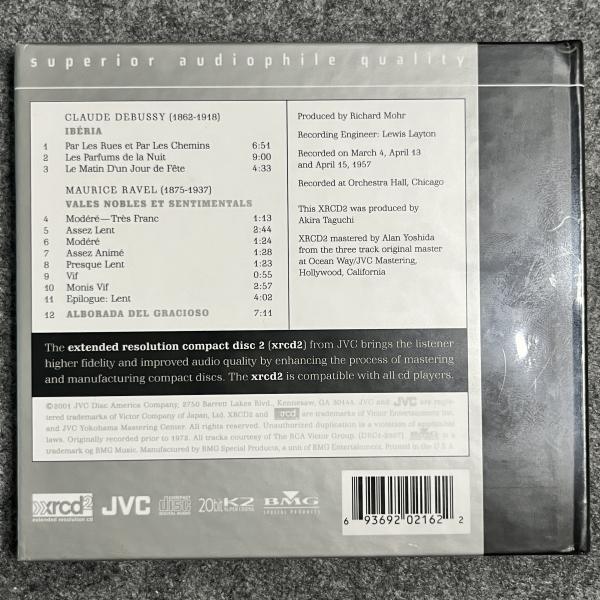 superior audiophile quality
CLAUDE DEBUSSY (1862-1918)
IBÉRIA
1 Par Les Rues et Par Les Chemins 6:51
2 Les Parfums de la Nuit 9:00
3 Le Matin D'un Jour de Fête 4:33
MAURICE RAVEL (1875-1937)
VALES NOBLES ET SENTIMENTALS
4 Modéré—Très Franc 1:13
5 Assez Lent 2:44
6 Modéré 1:24
7 Assez Animé 1:28
8 Presque Lent 1:23
9 Vif 0:55
10 Monis Vif 2:57
11 Epilogue: Lent 4:02
12 ALBORADA DEL GRACIOSO 7:11
Produced by Richard Mohr
Recording Engineer: Lewis Layton
Recorded on March 4, April 13
and April 15, 1957
Recorded at Orchestra Hall, Chicago
This XRCD2 was produced by
Akira Taguchi
XRCD2 mastered by Alan Yoshida
from the three track original master
at Ocean Way/JVC Mastering,
Hollywood, California
The extended resolution compact disc 2 (xrcd2) from JVC brings the listener
higher fidelity and improved audio quality by enhancing the process of mastering
and manufacturing compact discs. The xrcd2 is compatible with all cd players.
©2001 JVC Disc America Company, 2750 Barrett Lakes Blvd., Kennesaw, GA 30144. JVC and JVC are regis-
tered trademarks of Victor Company of Japan, Ltd. XRCD2 and xrcd are trademarks of Victor Entertainment Inc.
and JVC Yokohama Mastering Center. All rights reserved. Unauthorized duplication is a violation of applicable
laws. Originally recorded prior to 1972. All tracks courtesy of The RCA Victor Group. BMG is a
trademark og BMG Music. Manufactured by BMG Special Products, a unit of BMG Entertainment. Printed in the U.S.A
xrcd2
extended resolution cd
JVC
COMPACT
disc
DIGITAL AUDIO
20bit K2
SUPER CODING
BMG
SPECIAL PRODUCTS
6 93692 02162 2